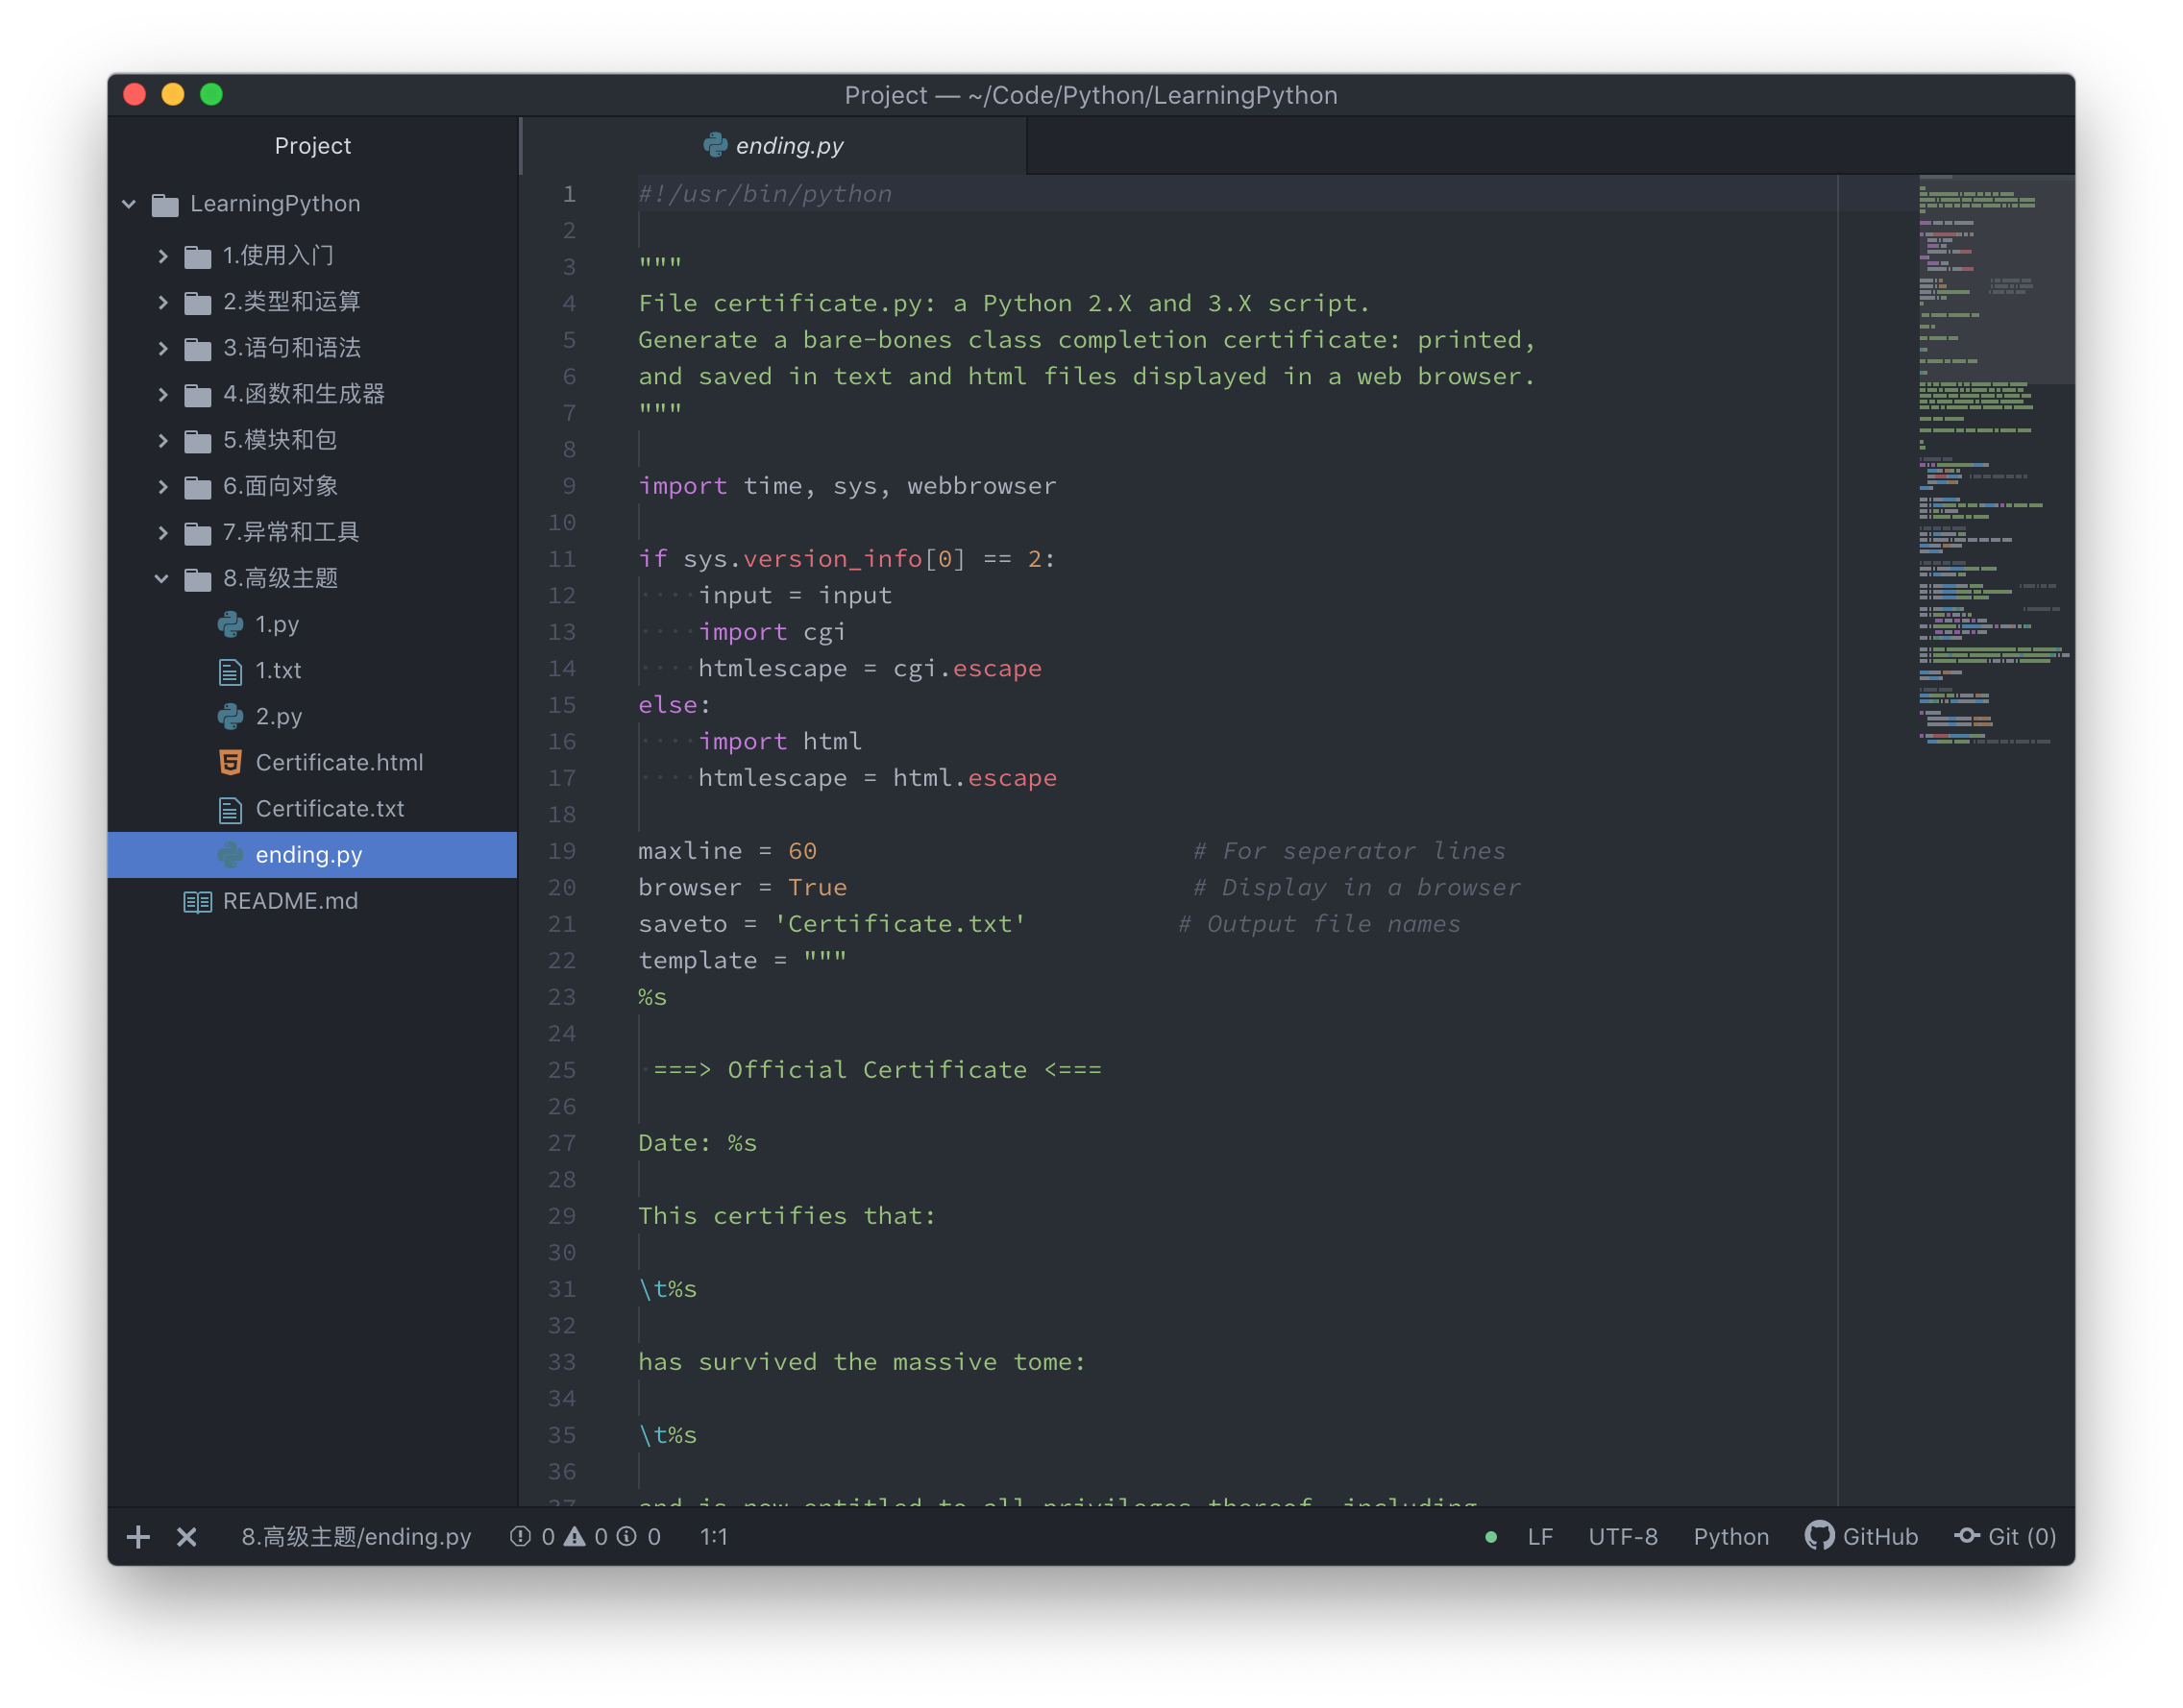 Project — ~/Code/Python/LearningPython
Project
LearningPython
1.使用入门
2.类型和运算
3.语句和语法
4.函数和生成器
5.模块和包
6.面向对象
7.异常和工具
8.高级主题
1.py
1.txt
2.py
Certificate.html
Certificate.txt
ending.py
README.md
ending.py
1 #!/usr/bin/python
2
3 """
4 File certificate.py: a Python 2.X and 3.X script.
5 Generate a bare-bones class completion certificate: printed,
6 and saved in text and html files displayed in a web browser.
7 """
8
9 import time, sys, webbrowser
10
11 if sys.version_info[0] == 2:
12 ····input = input
13 ····import cgi
14 ····htmlescape = cgi.escape
15 else:
16 ····import html
17 ····htmlescape = html.escape
18
19 maxline = 60 # For seperator lines
20 browser = True # Display in a browser
21 saveto = 'Certificate.txt' # Output file names
22 template = """
23 %s
24
25 ·===> Official Certificate <===
26
27 Date: %s
28
29 This certifies that:
30
31 \t%s
32
33 has survived the massive tome:
34
35 \t%s
36
37 and is now entitled to all privileges thereof, including
8.高级主题/ending.py 0 0 0 1:1 LF UTF-8 Python GitHub Git (0)